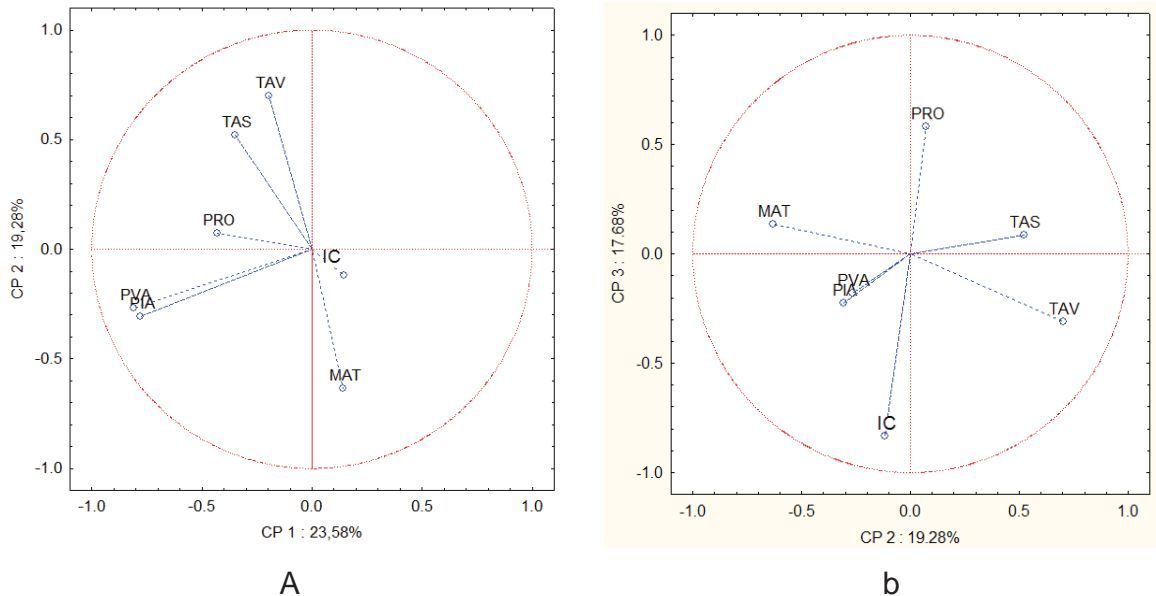 1.0
0.5
0.0
-0.5
-1.0
CP 2 : 19,28%
TAV
TAS
PRO
IC
PVA
PIA
MAT
-1.0 -0.5 0.0 0.5 1.0
CP 1 : 23,58%
A
1.0
0.5
0.0
-0.5
-1.0
CP 3 : 17.68%
PRO
MAT
TAS
PVA
PIA
TAV
IC
-1.0 -0.5 0.0 0.5 1.0
CP 2 : 19.28%
b